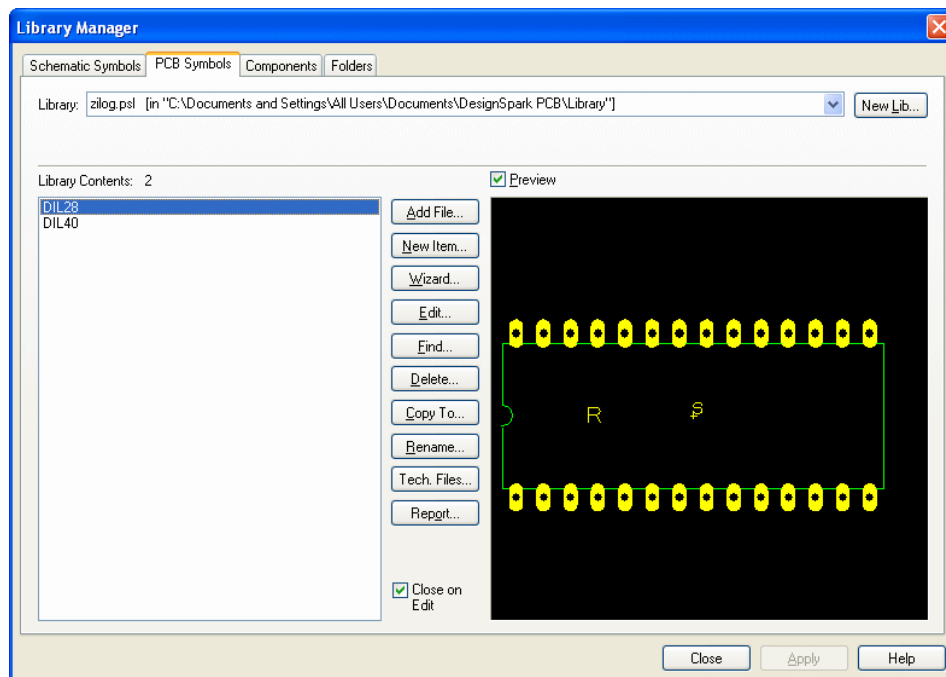 Library Manager
Schematic Symbols PCB Symbols Components Folders
Library: zilog.psl [in "C:\Documents and Settings\All Users\Documents\DesignSpark PCB\Library"] New Lib...
Library Contents: 2 Preview
DIL28
DIL40
Add File...
New Item...
Wizard...
Edit...
Find...
Delete...
Copy To...
Rename...
Tech. Files...
Report...
Close on
Edit
R S
Close Apply Help